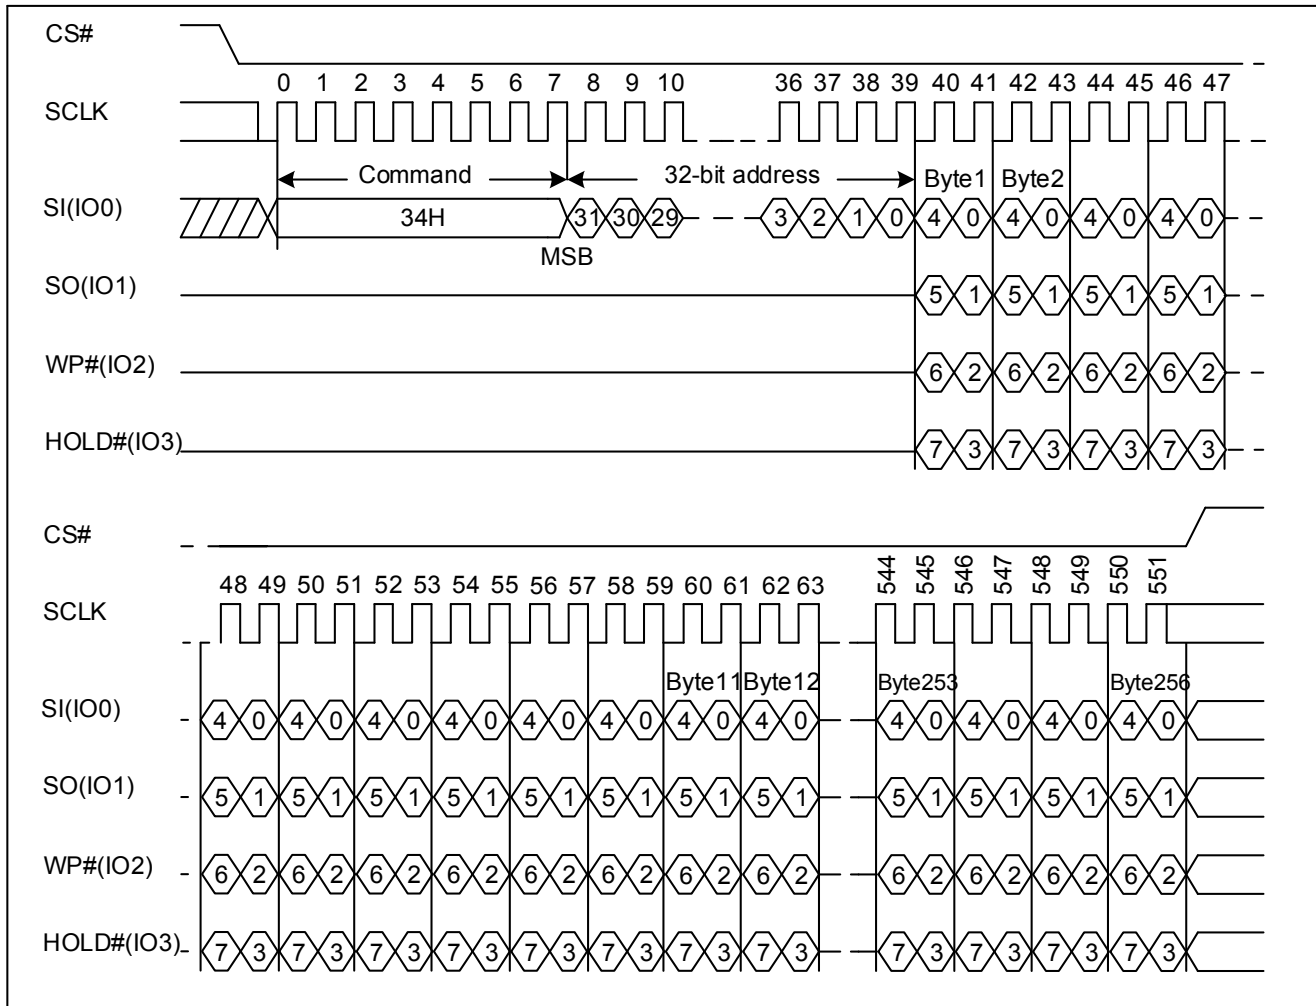 CS#
0 1 2 3 4 5 6 7 8 9 10 36 37 38 39 40 41 42 43 44 45 46 47
SCLK
Command 32-bit address Byte1 Byte2
SI(IO0) 34H 31 30 29 3 2 1 0 4 0 4 0 4 0 4 0
MSB
SO(IO1) 5 1 5 1 5 1 5 1
WP#(IO2) 6 2 6 2 6 2 6 2
HOLD#(IO3) 7 3 7 3 7 3 7 3
CS#
48 49 50 51 52 53 54 55 56 57 58 59 60 61 62 63 544 545 546 547 548 549 550 551
SCLK
Byte11 Byte12 Byte253 Byte256
SI(IO0) 4 0 4 0 4 0 4 0 4 0 4 0 4 0 4 0 4 0 4 0 4 0 4 0
SO(IO1) 5 1 5 1 5 1 5 1 5 1 5 1 5 1 5 1 5 1 5 1 5 1 5 1
WP#(IO2) 6 2 6 2 6 2 6 2 6 2 6 2 6 2 6 2 6 2 6 2 6 2 6 2
HOLD#(IO3) 7 3 7 3 7 3 7 3 7 3 7 3 7 3 7 3 7 3 7 3 7 3 7 3